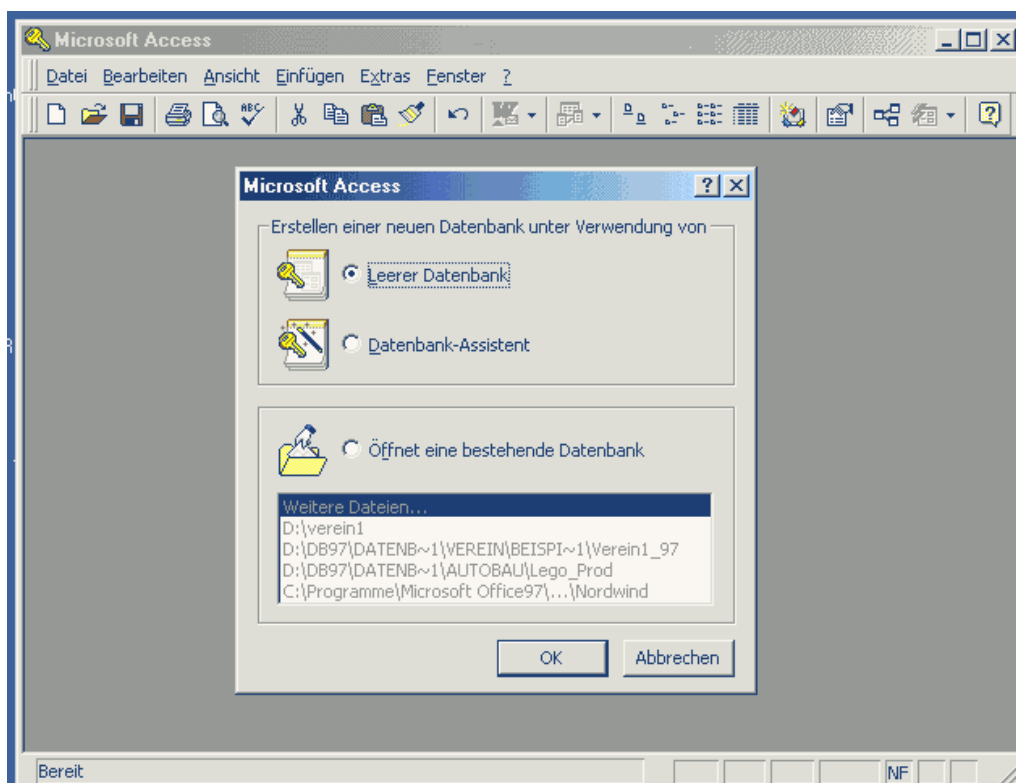 Microsoft Access
Datei Bearbeiten Ansicht Einfügen Extras Fenster ?
ABC
Microsoft Access
Erstellen einer neuen Datenbank unter Verwendung von
Leerer Datenbank
Datenbank-Assistent
Öffnet eine bestehende Datenbank
Weitere Dateien...
D:\verein1
D:\DB97\DATENB~1\VEREIN\BEISPI~1\Verein1_97
D:\DB97\DATENB~1\AUTOBAU\Lego_Prod
C:\Programme\Microsoft Office97\...\Nordwind
OK Abbrechen
Bereit NF